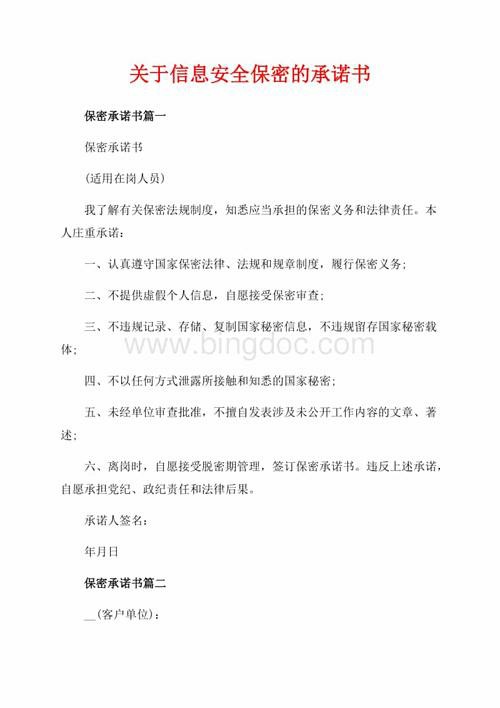 关于信息安全保密的承诺书
保密承诺书篇一
保密承诺书
(适用在岗人员)
我了解有关保密法规制度，知悉应当承担的保密义务和法律责任。本
人庄重承诺：
一、认真遵守国家保密法律、法规和规章制度，履行保密义务;
二、不提供虚假个人信息，自愿接受保密审查;
三、不违规记录、存储、复制国家秘密信息，不违规留存国家秘密载
体;
www.bingdoc.com
四、不以任何方式泄露所接触和知悉的国家秘密;
五、未经单位审查批准，不擅自发表涉及未公开工作内容的文章、著
述;
六、离岗时，自愿接受脱密期管理，签订保密承诺书。违反上述承诺，
自愿承担党纪、政纪责任和法律后果。
承诺人签名：
年月日
保密承诺书篇二
__(客户单位)：